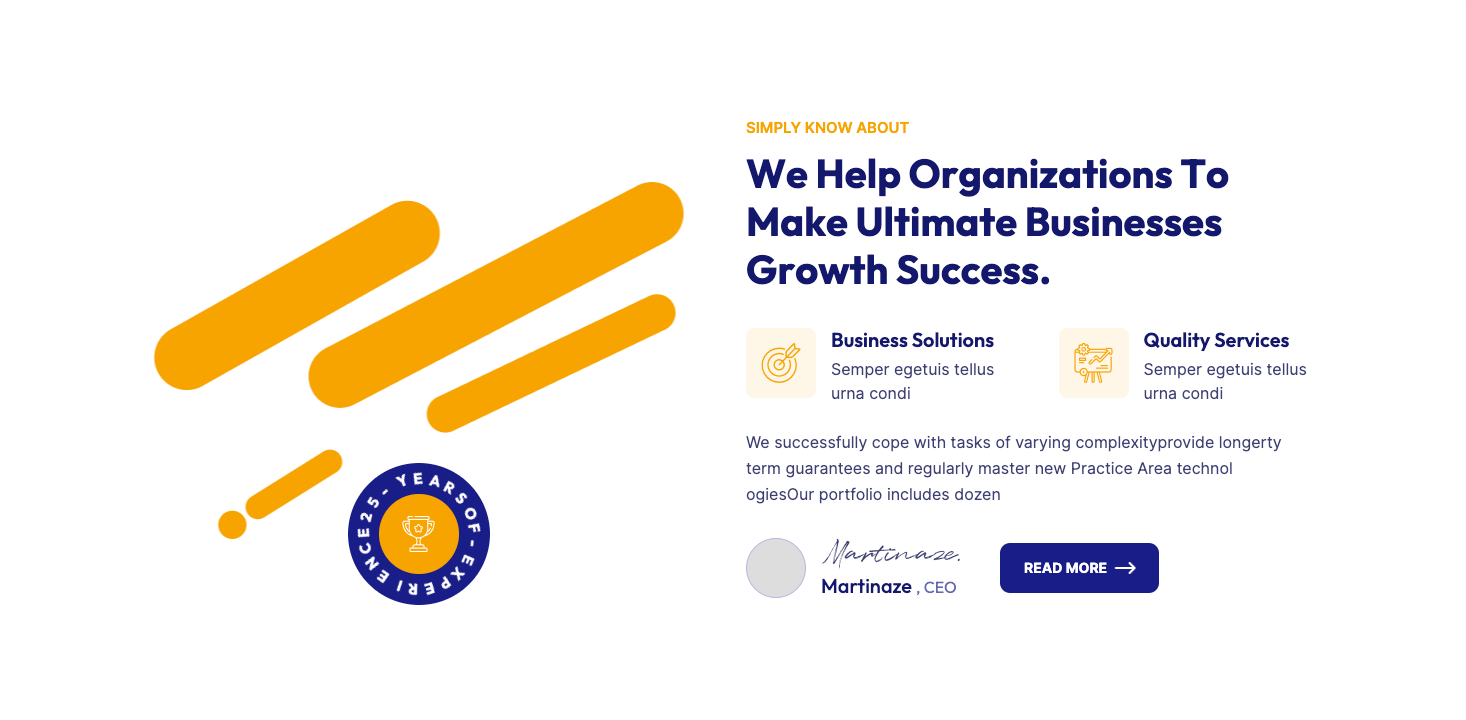 SIMPLY KNOW ABOUT
We Help Organizations To
Make Ultimate Businesses
Growth Success.
Business Solutions
Semper egetuis tellus
urna condi
Quality Services
Semper egetuis tellus
urna condi
We successfully cope with tasks of varying complexityprovide longerty
term guarantees and regularly master new Practice Area technol
ogiesOur portfolio includes dozen
Martinaze.
Martinaze , CEO
READ MORE
25- YEARSOF- EXPERIENCE